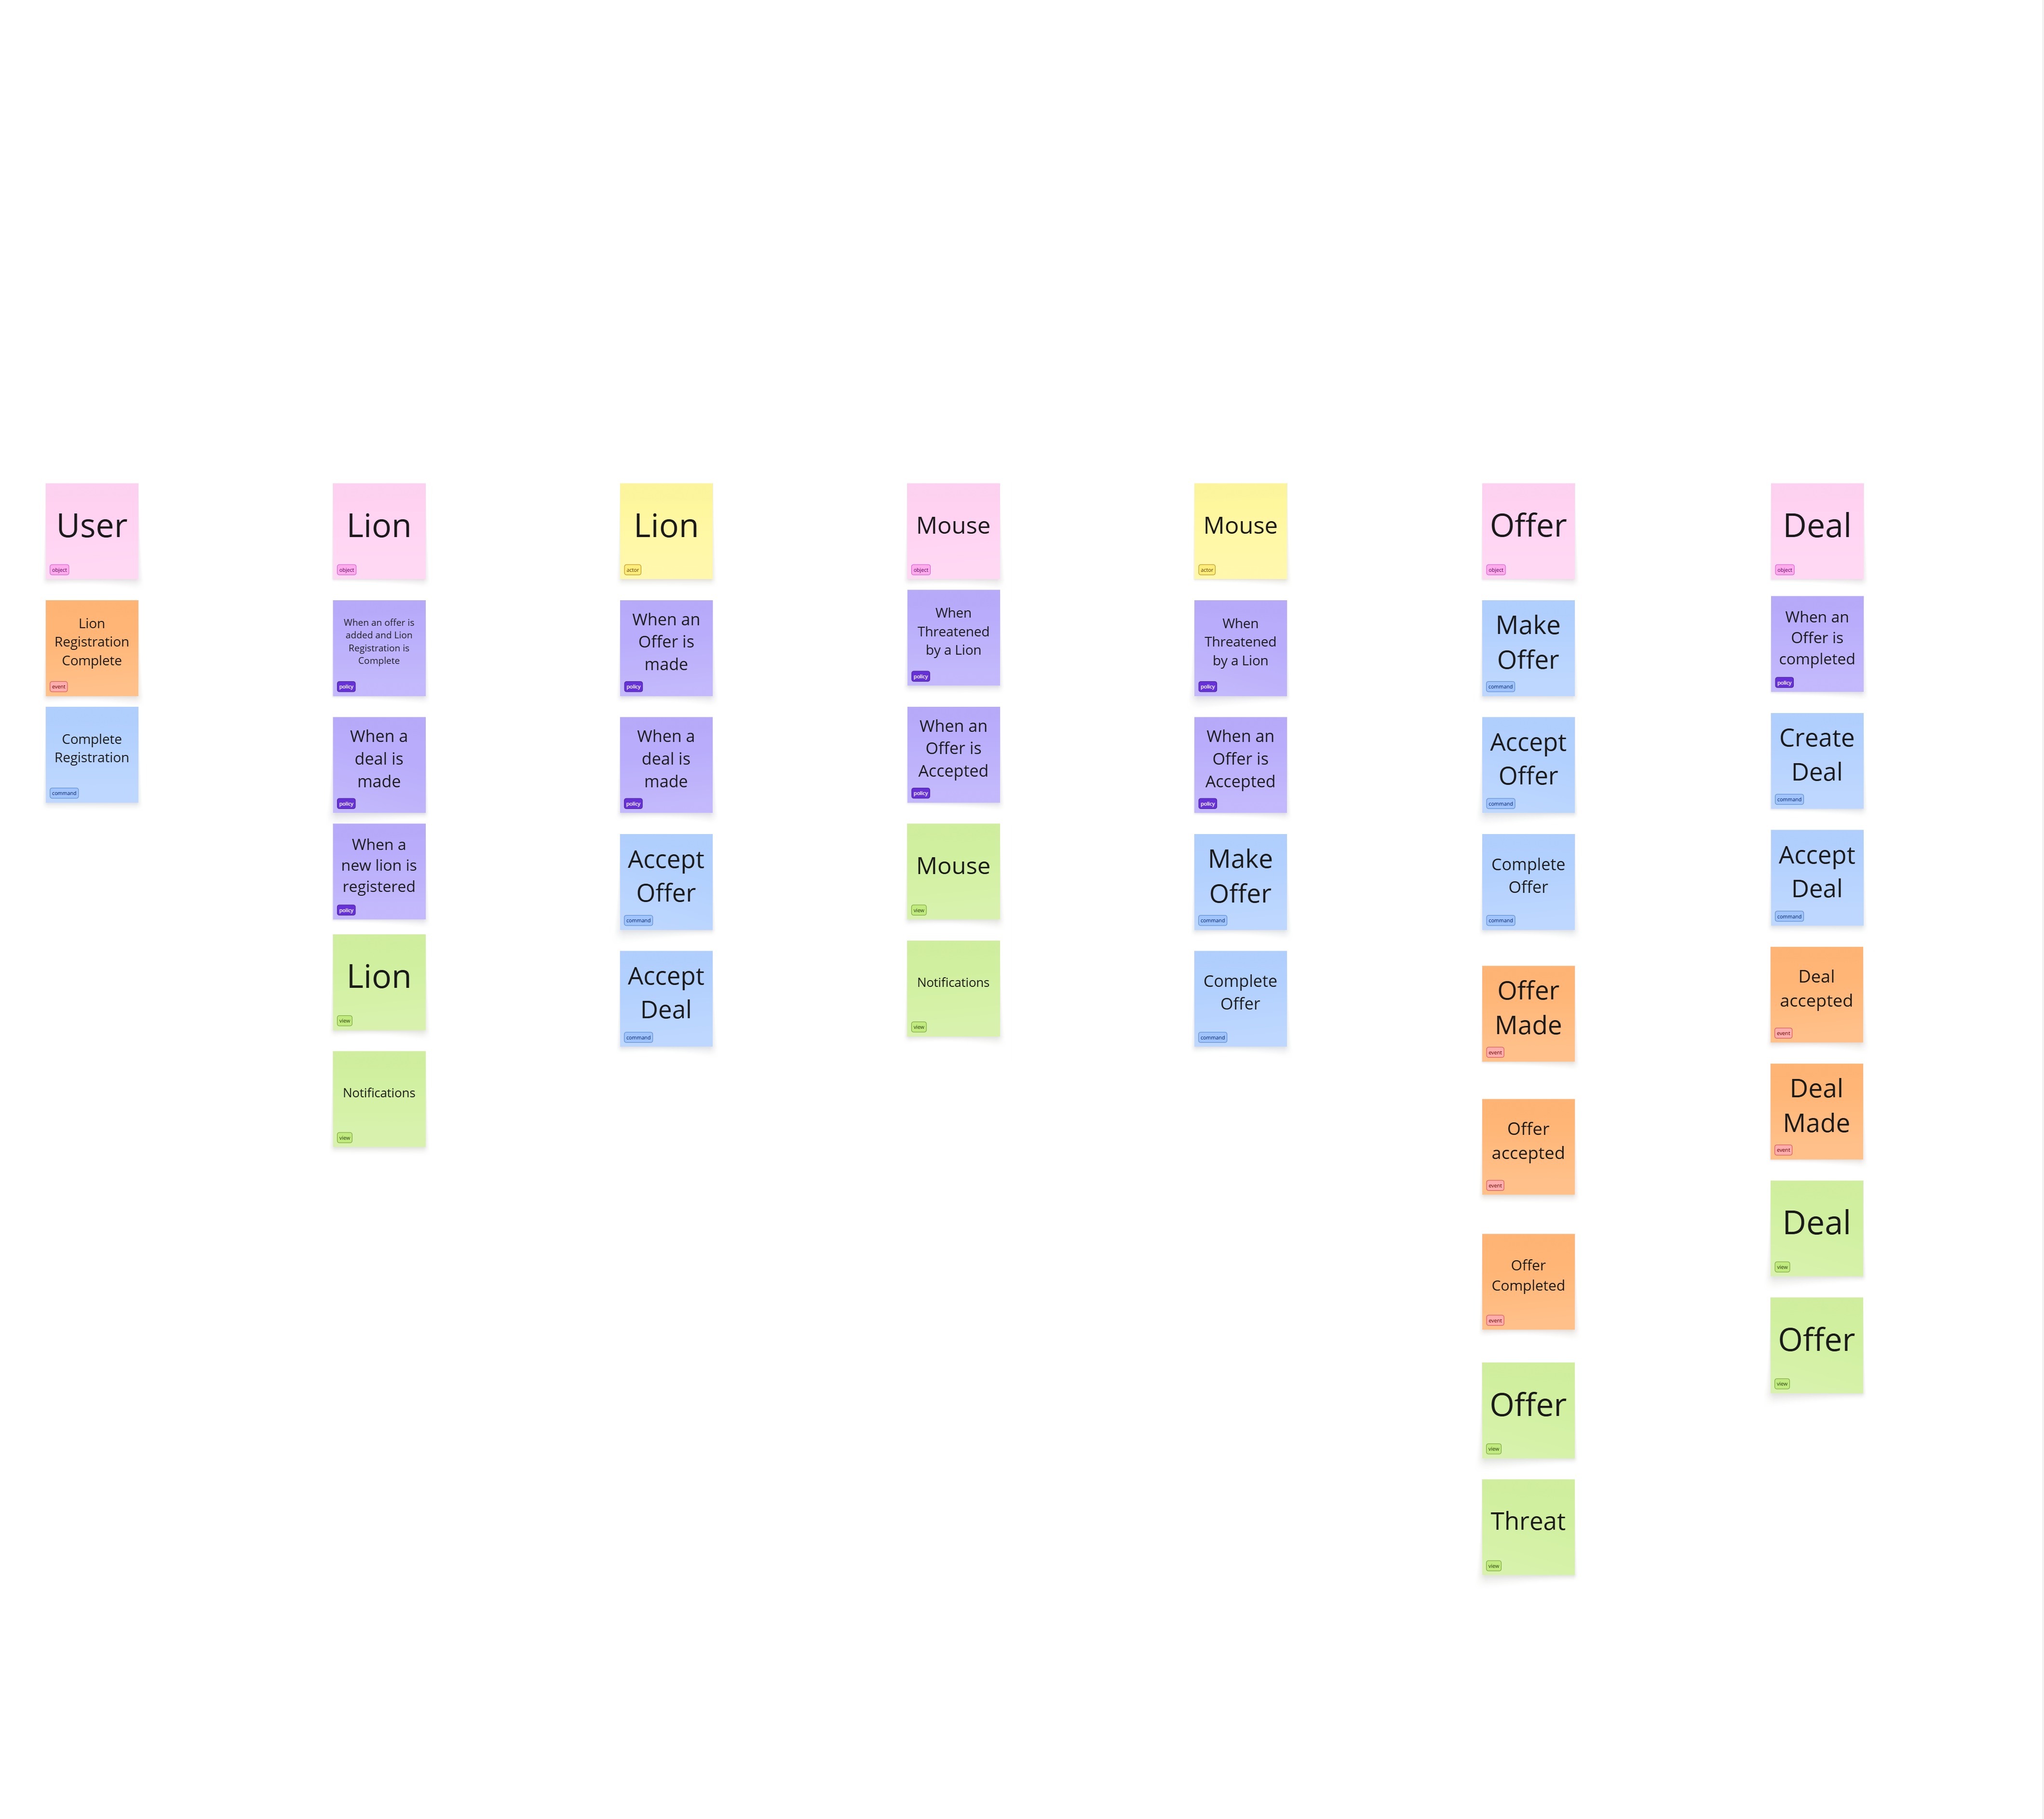 User
object
Lion
Registration
Complete
event
Complete
Registration
command
Lion
object
When an offer is
added and Lion
Registration is
Complete
policy
When a
deal is
made
policy
When a
new lion is
registered
policy
Lion
view
Notifications
view
Lion
actor
When an
Offer is
made
policy
When a
deal is
made
policy
Accept
Offer
command
Accept
Deal
command
Mouse
object
When
Threatened
by a Lion
policy
When an
Offer is
Accepted
policy
Mouse
view
Notifications
view
Mouse
actor
When
Threatened
by a Lion
policy
When an
Offer is
Accepted
policy
Make
Offer
command
Complete
Offer
command
Offer
object
Make
Offer
command
Accept
Offer
command
Complete
Offer
command
Offer
Made
event
Offer
accepted
event
Offer
Completed
event
Offer
view
Threat
view
Deal
object
When an
Offer is
completed
policy
Create
Deal
command
Accept
Deal
command
Deal
accepted
event
Deal
Made
event
Deal
view
Offer
view